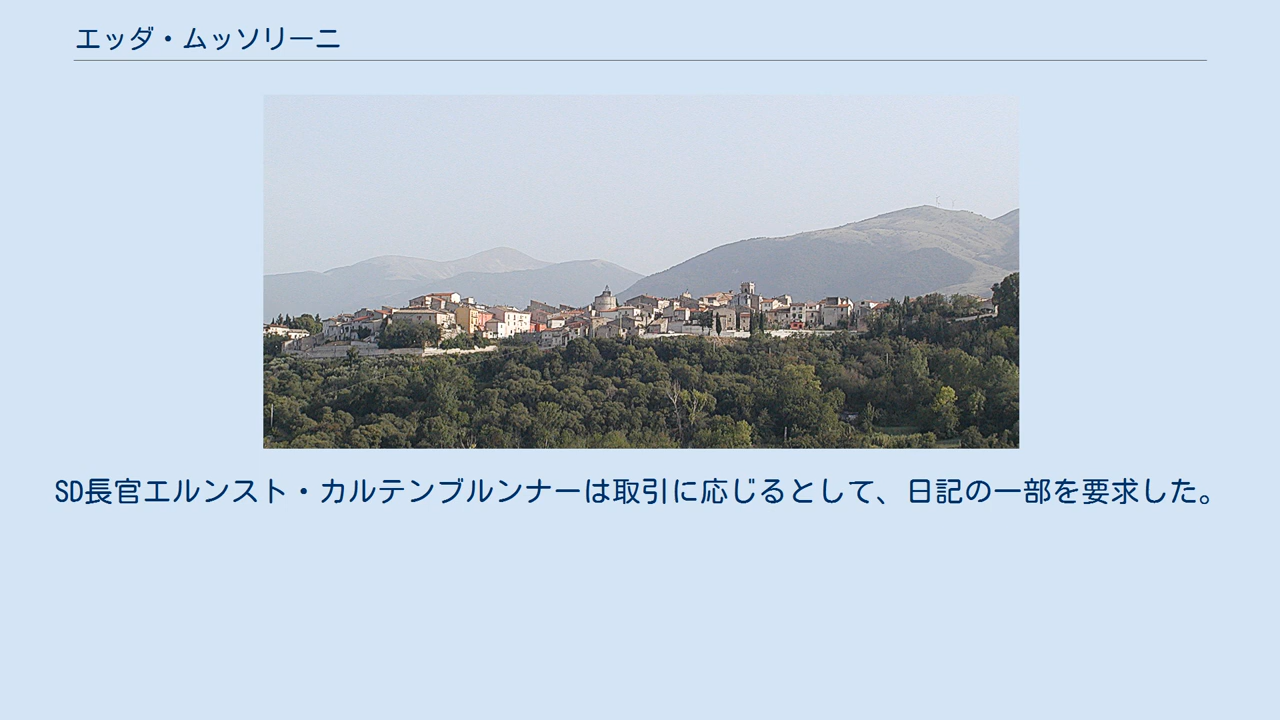 エッダ・ムッソリーニ
SD長官エルンスト・カルテンブルンナーは取引に応じるとして、日記の一部を要求した。